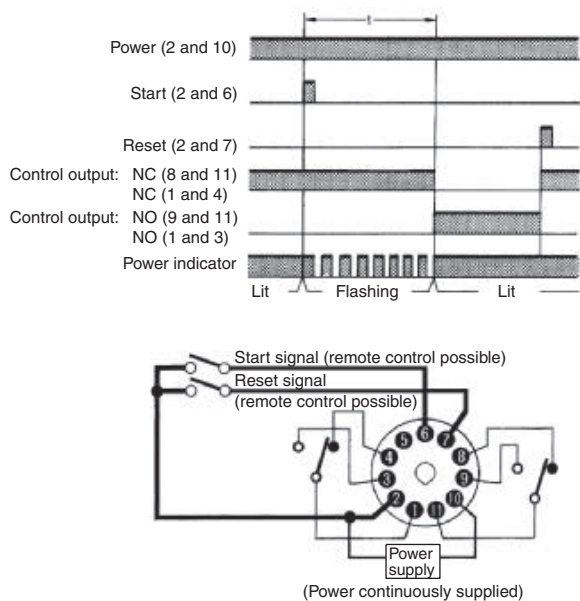 t
Power (2 and 10)
Start (2 and 6)
Reset (2 and 7)
Control output: NC (8 and 11)
NC (1 and 4)
Control output: NO (9 and 11)
NO (1 and 3)
Power indicator
Lit Flashing Lit
Start signal (remote control possible)
Reset signal
(remote control possible)
6
5 7
4 8
3 9
2 10
1 11
Power
supply
(Power continuously supplied)